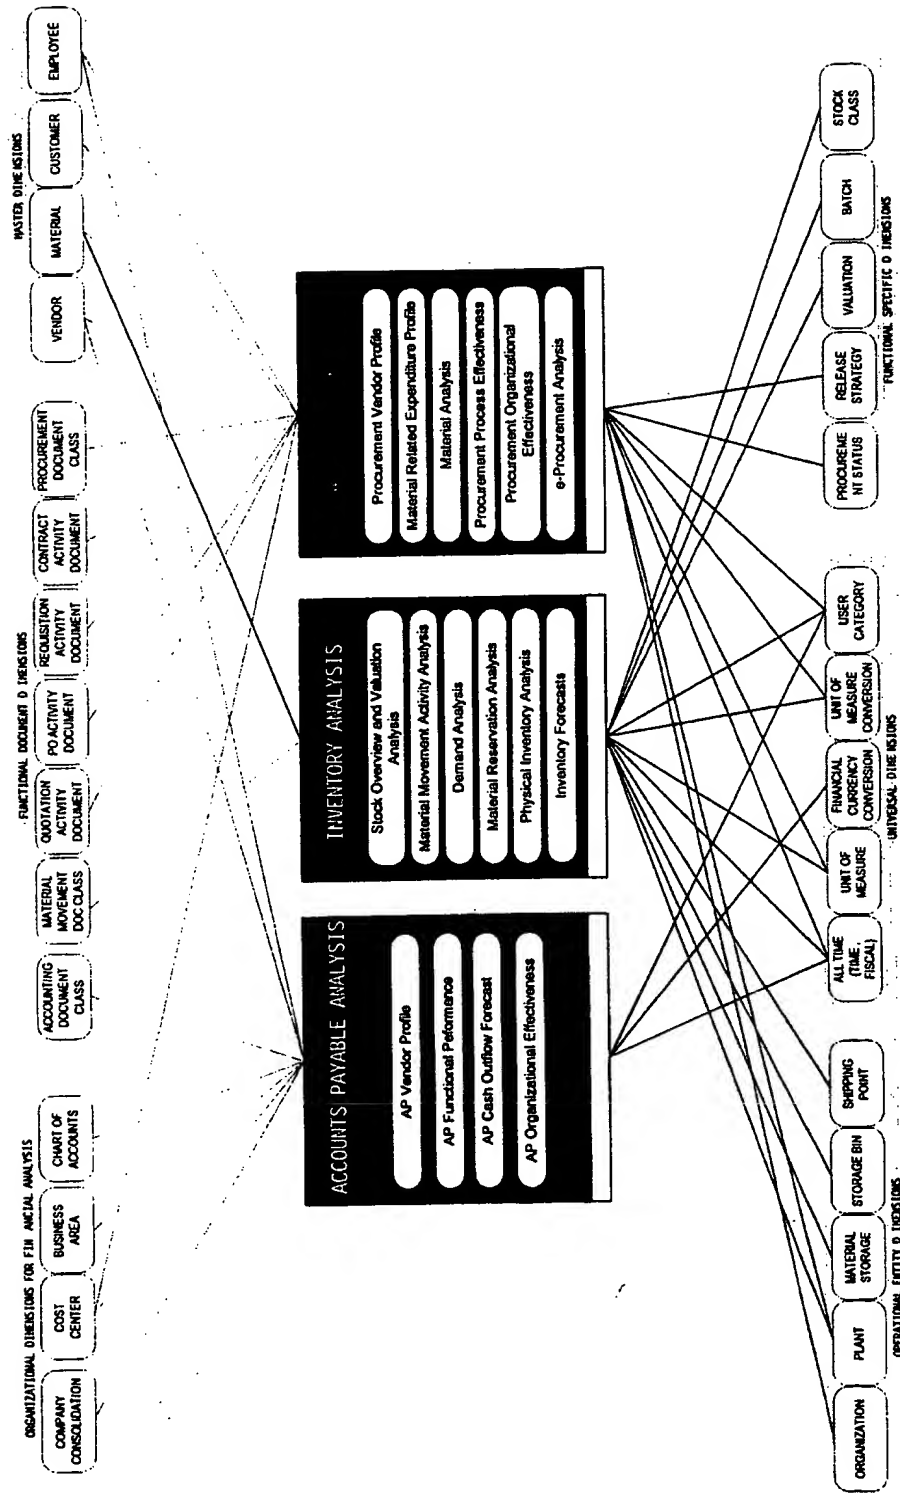 ORGANIZATIONAL DIMENSIONS FOR FIN ANCIAL ANALYSIS
COMPANY
CONSOLIDATION
COST
CENTER
BUSINESS
AREA
CHART OF
ACCOUNTS
FUNCTIONAL DOCUMENT D IMENSIONS
ACCOUNTING
DOCUMENT
CLASS
MATERIAL
MOVEMENT
DOC CLASS
QUOTATION
ACTIVITY
DOCUMENT
PO ACTIVITY
DOCUMENT
REQUISITION
ACTIVITY
DOCUMENT
CONTRACT
ACTIVITY
DOCUMENT
PROCUREMENT
DOCUMENT
CLASS
MASTER DIMENSIONS
VENDOR
MATERIAL
CUSTOMER
EMPLOYEE
ACCOUNTS PAYABLE ANALYSIS
AP Vendor Profile
AP Functional Peformance
AP Cash Outflow Forecast
AP Organizational Effectiveness
INVENTORY ANALYSIS
Stock Overview and Valuation
Analysis
Material Movement Activity Analysis
Demand Analysis
Material Reservation Analysis
Physical Inventory Analysis
Inventory Forecasts
Procurement Vendor Profile
Material Related Expenditure Profile
Material Analysis
Procurement Process Effectiveness
Procurement Organizational
Effectiveness
e-Procurement Analysis
ORGANIZATION
PLANT
MATERIAL
STORAGE
STORAGE BIN
SHIPPING
POINT
OPERATIONAL ENTITY D IMENSIONS
ALL TIME
(TIME,
FISCAL)
UNIT OF
MEASURE
FINANCIAL
CURRENCY
CONVERSION
UNIT OF
MEASURE
CONVERSION
USER
CATEGORY
UNIVERSAL DIMENSIONS
PROCUREME
NT STATUS
RELEASE
STRATEGY
VALUATION
BATCH
STOCK
CLASS
FUNCTIONAL SPECIFIC D IMENSIONS